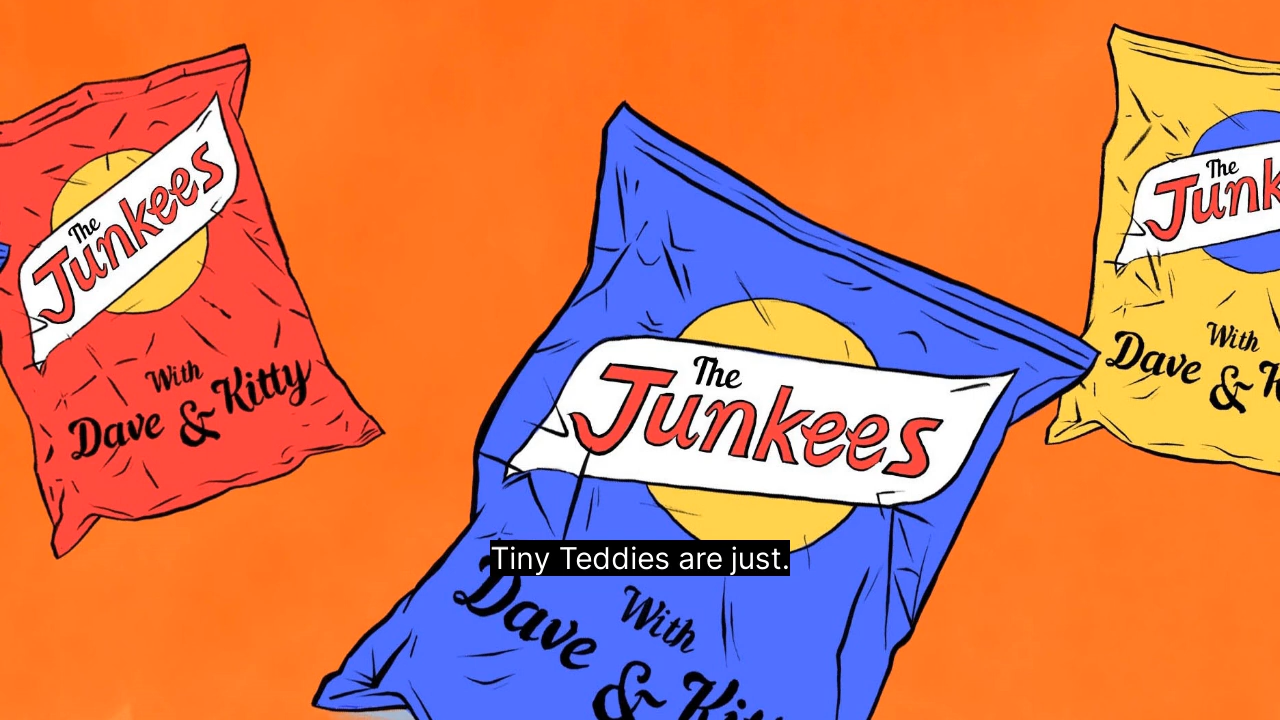 The
Junkees
With
Dave & Kitty
The
Junkees
With
Dave &
The
Tiny Teddies are just.
With
Dave
&